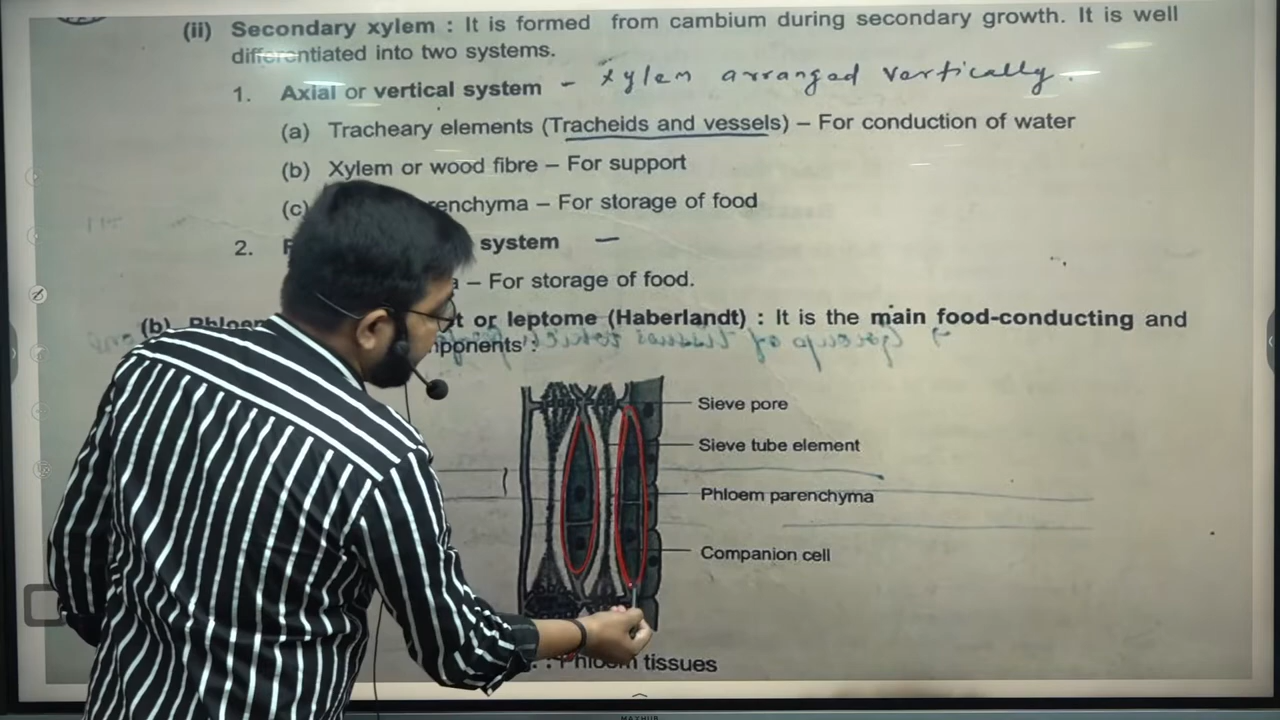 (ii) Secondary xylem : It is formed from cambium during secondary growth. It is well
differentiated into two systems.
1. Axial or vertical system - xylem arranged vertically.
(a) Tracheary elements (Tracheids and vessels) – For conduction of water
(b) Xylem or wood fibre – For support
(c) – For storage of food
2. system –
– For storage of food.
(b) or leptome (Haberlandt) : It is the main food-conducting and
:
Sieve pore
Sieve tube element
Phloem parenchyma
Companion cell
: Phloem tissues
MAXHUB